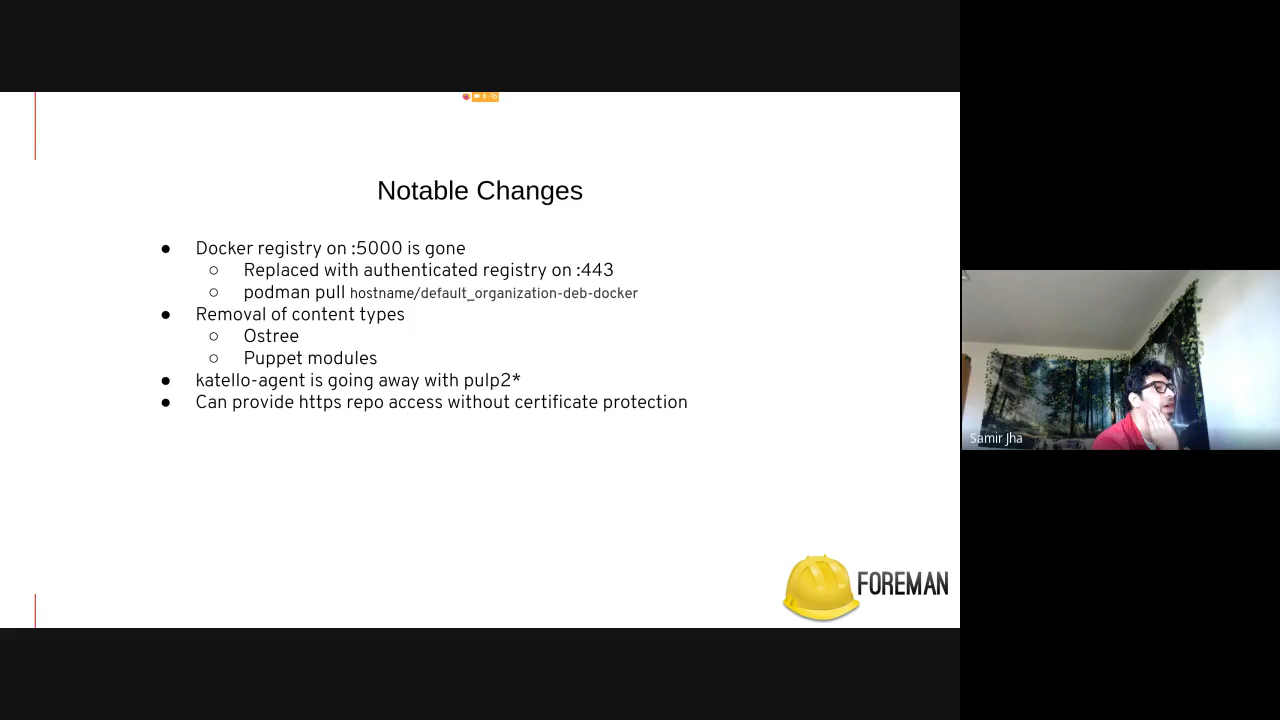 Notable Changes
● Docker registry on :5000 is gone
○ Replaced with authenticated registry on :443
○ podman pull hostname/default_organization-deb-docker
● Removal of content types
○ Ostree
○ Puppet modules
● katello-agent is going away with pulp2*
● Can provide https repo access without certificate protection
Samir Jha
FOREMAN